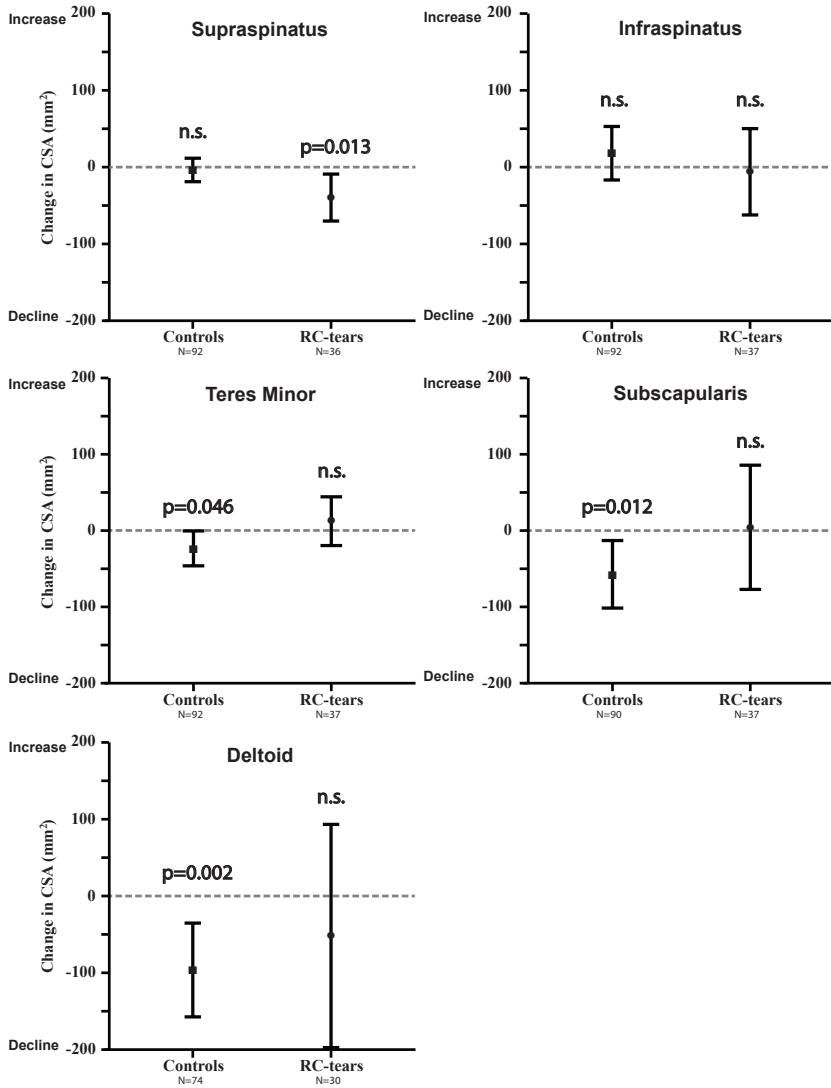 Increase
200
Supraspinatus
100
n.s.
p=0.013
0
Change in CSA (mm²)
-100
Decline
-200
Controls
RC-tears
N=92
N=36
Increase
200
Infraspinatus
100
n.s.
n.s.
0
-100
Decline
-200
Controls
RC-tears
N=92
N=37
Increase
200
Teres Minor
100
n.s.
p=0.046
0
Change in CSA (mm²)
-100
Decline
-200
Controls
RC-tears
N=92
N=37
Increase
200
Subscapularis
100
n.s.
p=0.012
0
-100
Decline
-200
Controls
RC-tears
N=90
N=37
Increase
200
Deltoid
100
n.s.
p=0.002
0
Change in CSA (mm²)
-100
Decline
-200
Controls
RC-tears
N=74
N=30